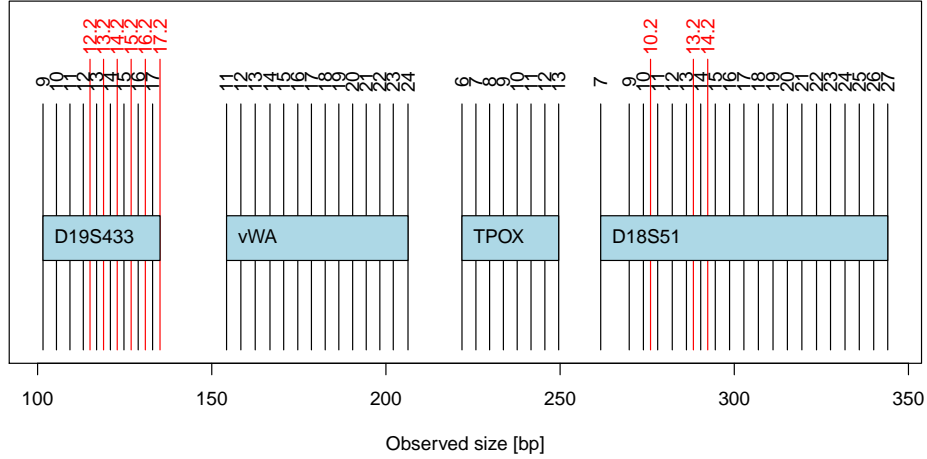 12.2 13.2 14.2 15.2 16.2 17.2 10.2 13.2 14.2
9 10 11 12 13 14 15 16 17 11 12 13 14 15 16 17 18 19 20 21 22 23 24 6 7 8 9 10 11 12 13 7 9 10 11 12 13 14 15 16 17 18 19 20 21 22 23 24 25 26 27
D19S433 vWA TPOX D18S51
100 150 200 250 300 350
Observed size [bp]